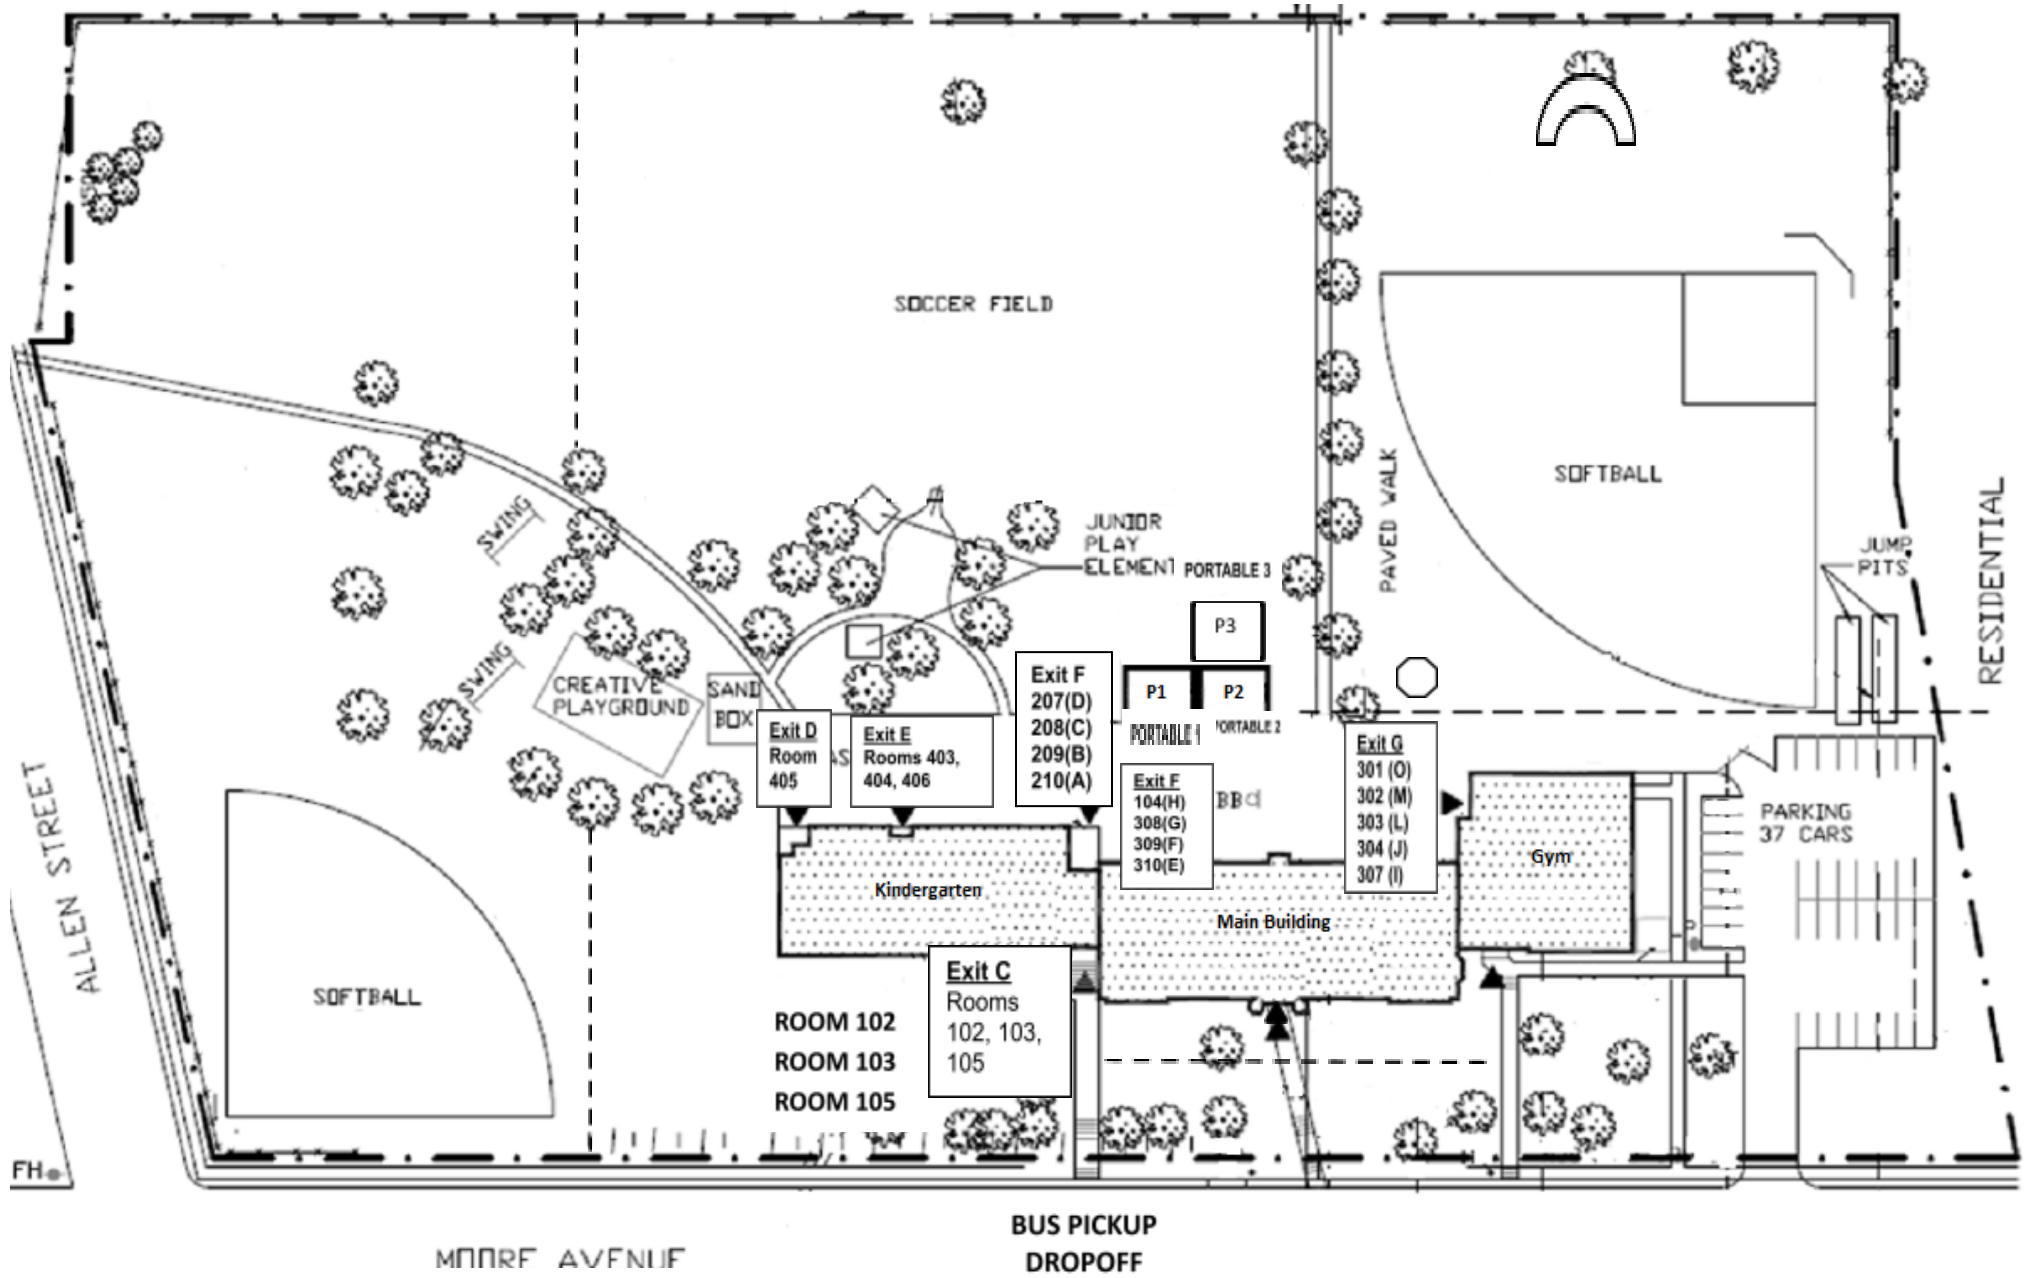 SOCCER FIELD
SOFTBALL
PAVED WALK
RESIDENTIAL
JUMP
PITS
SWING
JUNIOR
PLAY
ELEMENT
PORTABLE 3
P3
SWING
CREATIVE
PLAYGROUND
SAND
BOX
Exit F
207(D)
208(C)
209(B)
210(A)
P1
P2
PORTABLE 1
PORTABLE 2
Exit D
Room
405
Exit E
Rooms 403,
404, 406
Exit F
104(H)
308(G)
309(F)
310(E)
Exit G
301 (O)
302 (M)
303 (L)
304 (J)
307 (I)
PARKING
37 CARS
Gym
Kindergarten
Main Building
ALLEN STREET
SOFTBALL
Exit C
Rooms
102, 103,
105
ROOM 102
ROOM 103
ROOM 105
FH
BUS PICKUP
DROPOFF
MOORE AVENUE